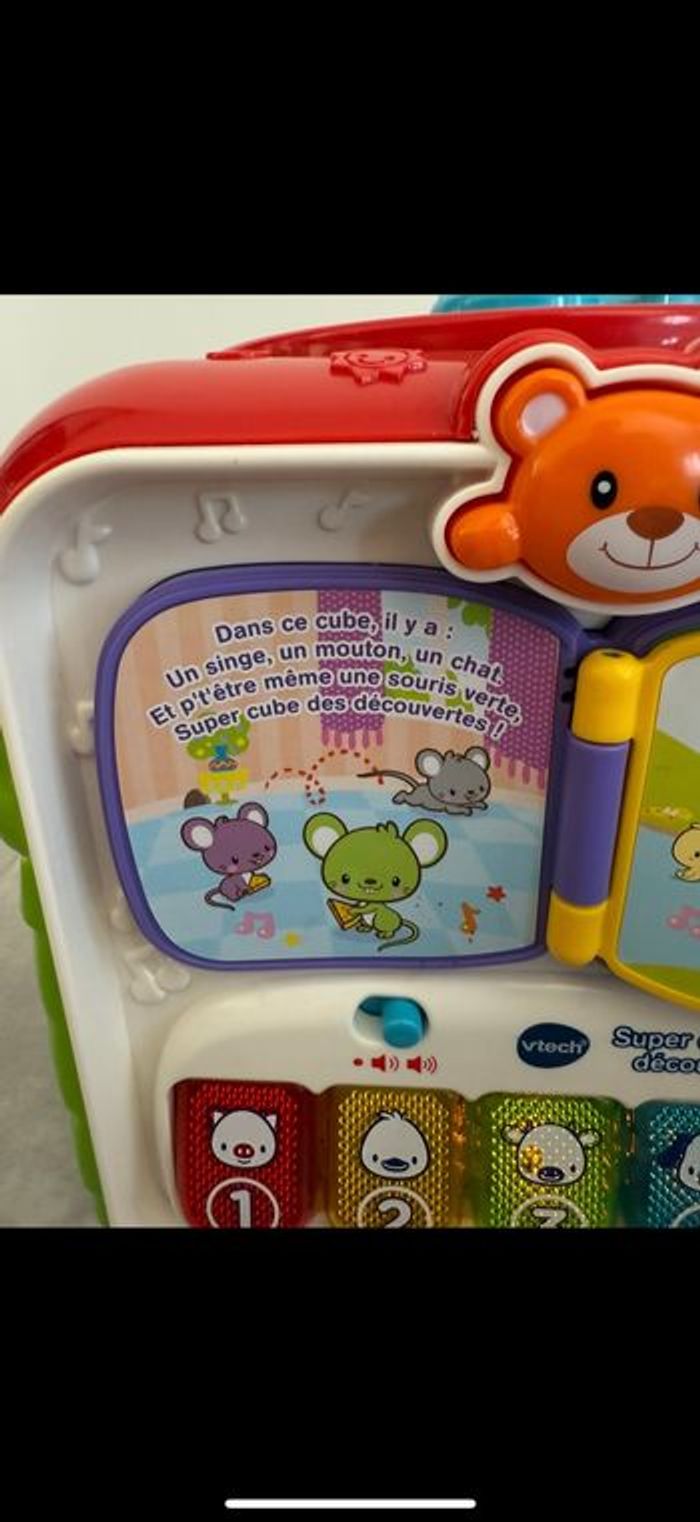 Dans ce cube, il y a :
Un singe, un mouton, un chat.
Et p't'être même une souris verte,
Super cube des découvertes !
vtech
Super
1
2
3